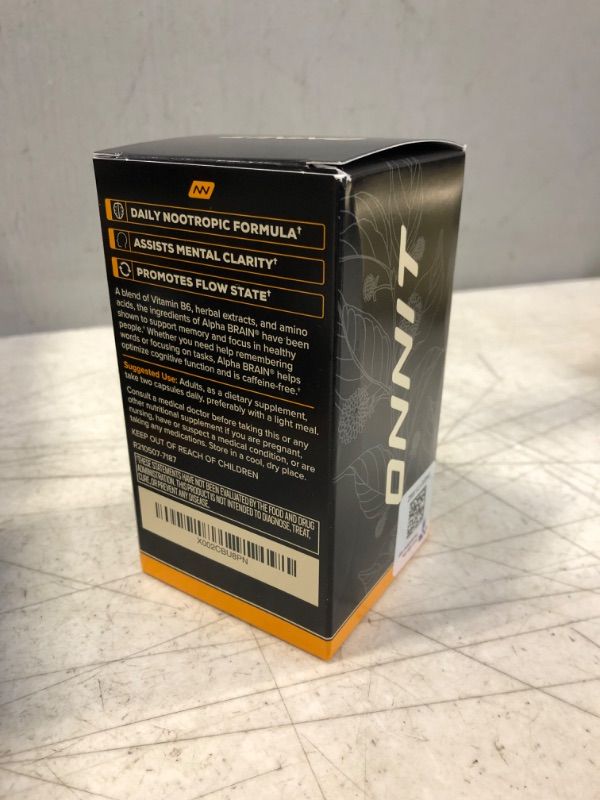 DAILY NOOTROPIC FORMULA†
ASSISTS MENTAL CLARITY†
PROMOTES FLOW STATE†
A blend of Vitamin B6, herbal extracts, and amino
acids, the ingredients of Alpha BRAIN® have been
shown to support memory and focus in healthy
people.† Whether you need help remembering
words or focusing on tasks, Alpha BRAIN® helps
optimize cognitive function and is caffeine-free.†
Suggested Use: Adults, as a dietary supplement,
take two capsules daily, preferably with a light meal.
Consult a medical doctor before taking this or any
other nutritional supplement if you are pregnant,
nursing, have or suspect a medical condition, or are
taking any medications. Store in a cool, dry place.
KEEP OUT OF REACH OF CHILDREN
R210507-7187
†THESE STATEMENTS HAVE NOT BEEN EVALUATED BY THE FOOD AND DRUG
ADMINISTRATION. THIS PRODUCT IS NOT INTENDED TO DIAGNOSE, TREAT,
CURE, OR PREVENT ANY DISEASE.
X002CBU8PN
ONNIT